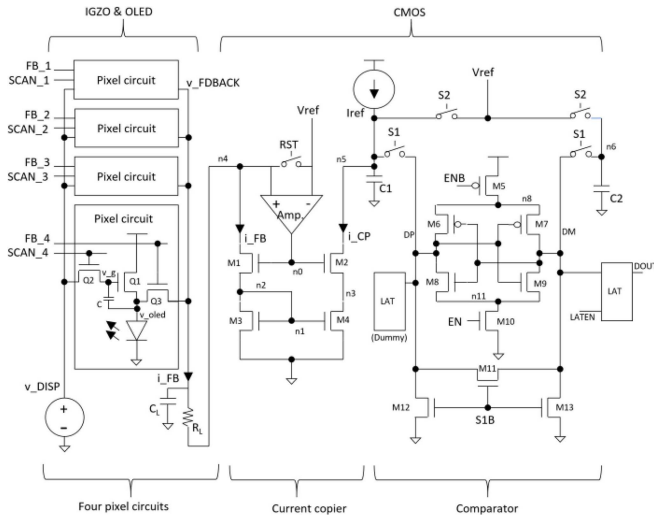 IGZO & OLED
CMOS
FB_1
SCAN_1
Pixel circuit
v_FDBACK
FB_2
SCAN_2
Pixel circuit
FB_3
SCAN_3
Pixel circuit
Pixel circuit
FB_4
SCAN_4
v_g
Q1
Q2
C
Q3
v_oled
v_DISP
+
-
i_FB
C_L
R_L
Four pixel circuits
n4
RST
Vref
n5
+
-
Amp.
i_FB
i_CP
M1
n0
M2
n2
n3
M3
n1
M4
Current copier
Iref
S2
Vref
S2
S1
S1
n6
C1
C2
ENB
M5
n8
M6
M7
DP
DM
M8
M9
n11
LAT
(Dummy)
EN
M10
LAT
DOUT
LATEN
M11
M12
S1B
M13
Comparator